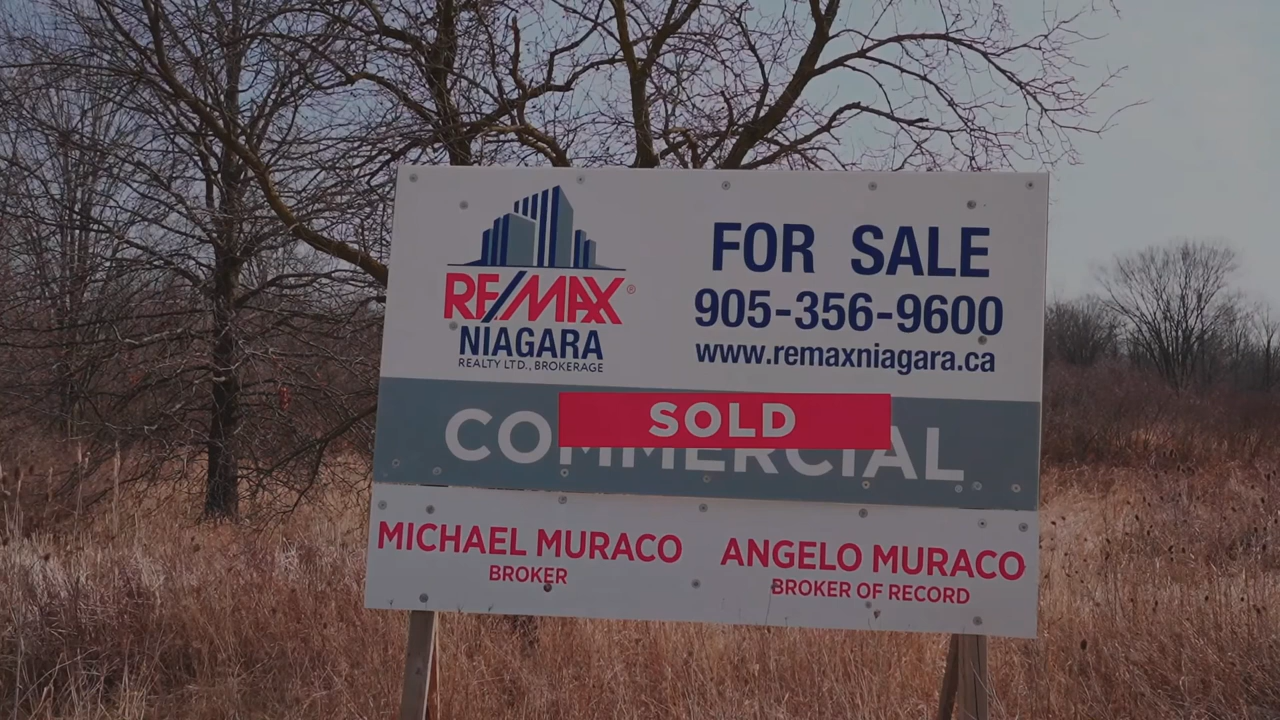 RE/MAX®
NIAGARA
REALTY LTD., BROKERAGE
FOR SALE
905-356-9600
www.remaxniagara.ca
SOLD
COMMERCIAL
MICHAEL MURACO
BROKER
ANGELO MURACO
BROKER OF RECORD